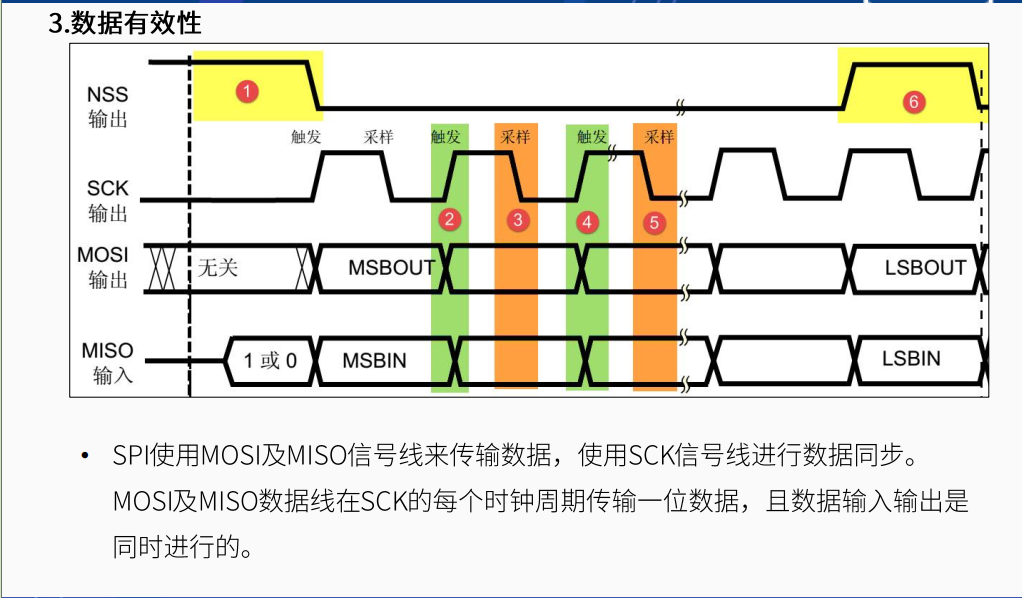 3.数据有效性
NSS
输出
1
6
触发
采样
触发
采样
触发
采样
SCK
输出
2
3
4
5
MOSI
输出
无关
MSBOUT
LSBOUT
MISO
输入
1 或 0
MSBIN
LSBIN
• SPI使用MOSI及MISO信号线来传输数据，使用SCK信号线进行数据同步。
MOSI及MISO数据线在SCK的每个时钟周期传输一位数据，且数据输入输出是
同时进行的。